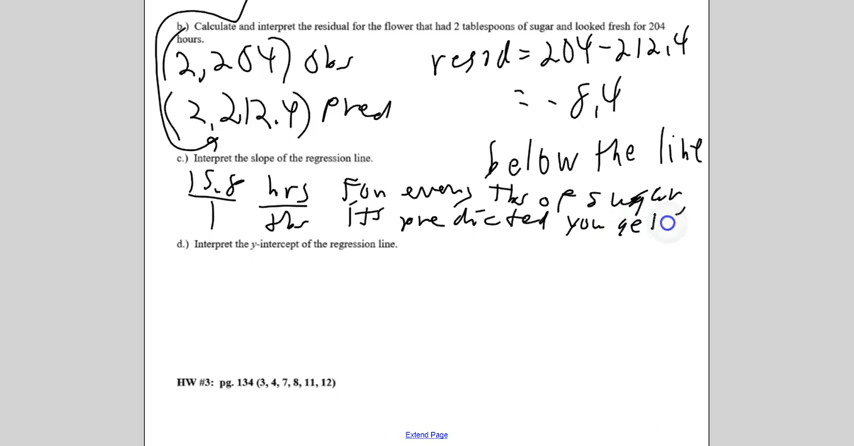 b.) Calculate and interpret the residual for the flower that had 2 tablespoons of sugar and looked fresh for 204
hours.
(2, 204) obs
resid = 204 - 212.4
(2, 212.4) pred
= - 8.4
below the line
c.) Interpret the slope of the regression line.
15.8 hrs For every tbs of sugar
1 tbs its predicted you ge
d.) Interpret the y-intercept of the regression line.
HW #3: pg. 134 (3, 4, 7, 8, 11, 12)
Extend Page